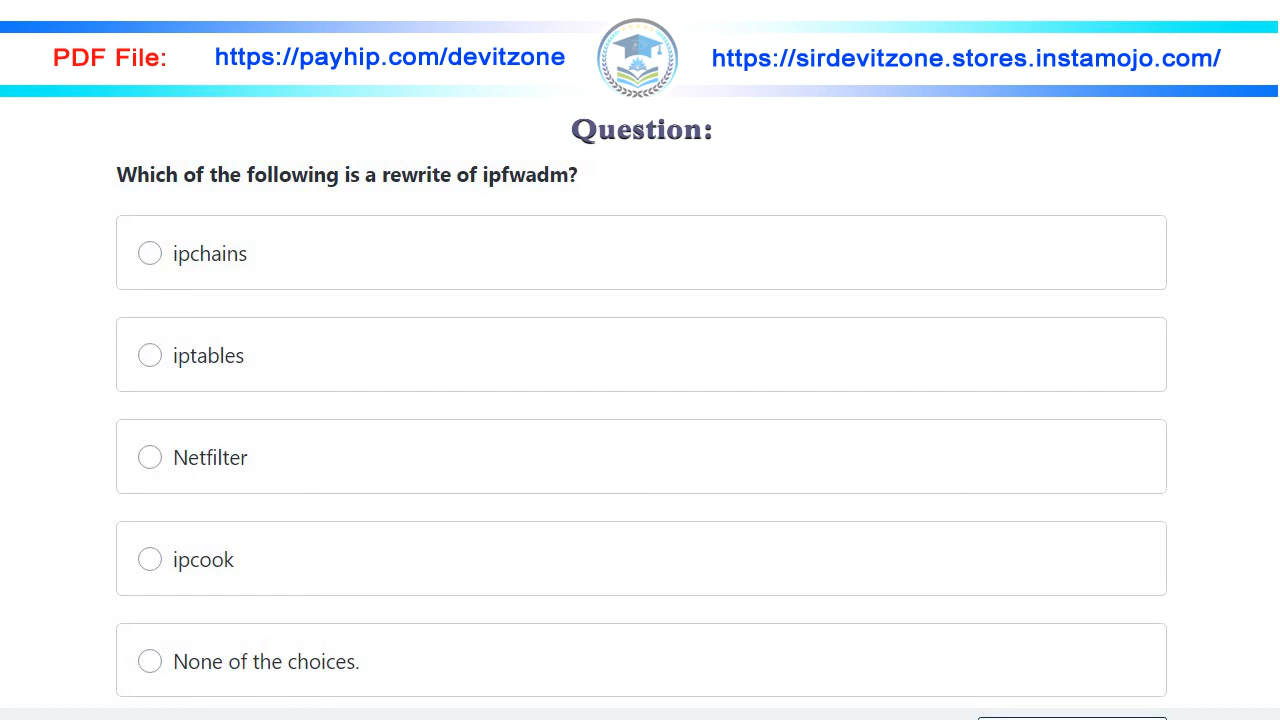 PDF File: https://payhip.com/devitzone https://sirdevitzone.stores.instamojo.com/
Question:
Which of the following is a rewrite of ipfwadm?
ipchains
iptables
Netfilter
ipcook
None of the choices.